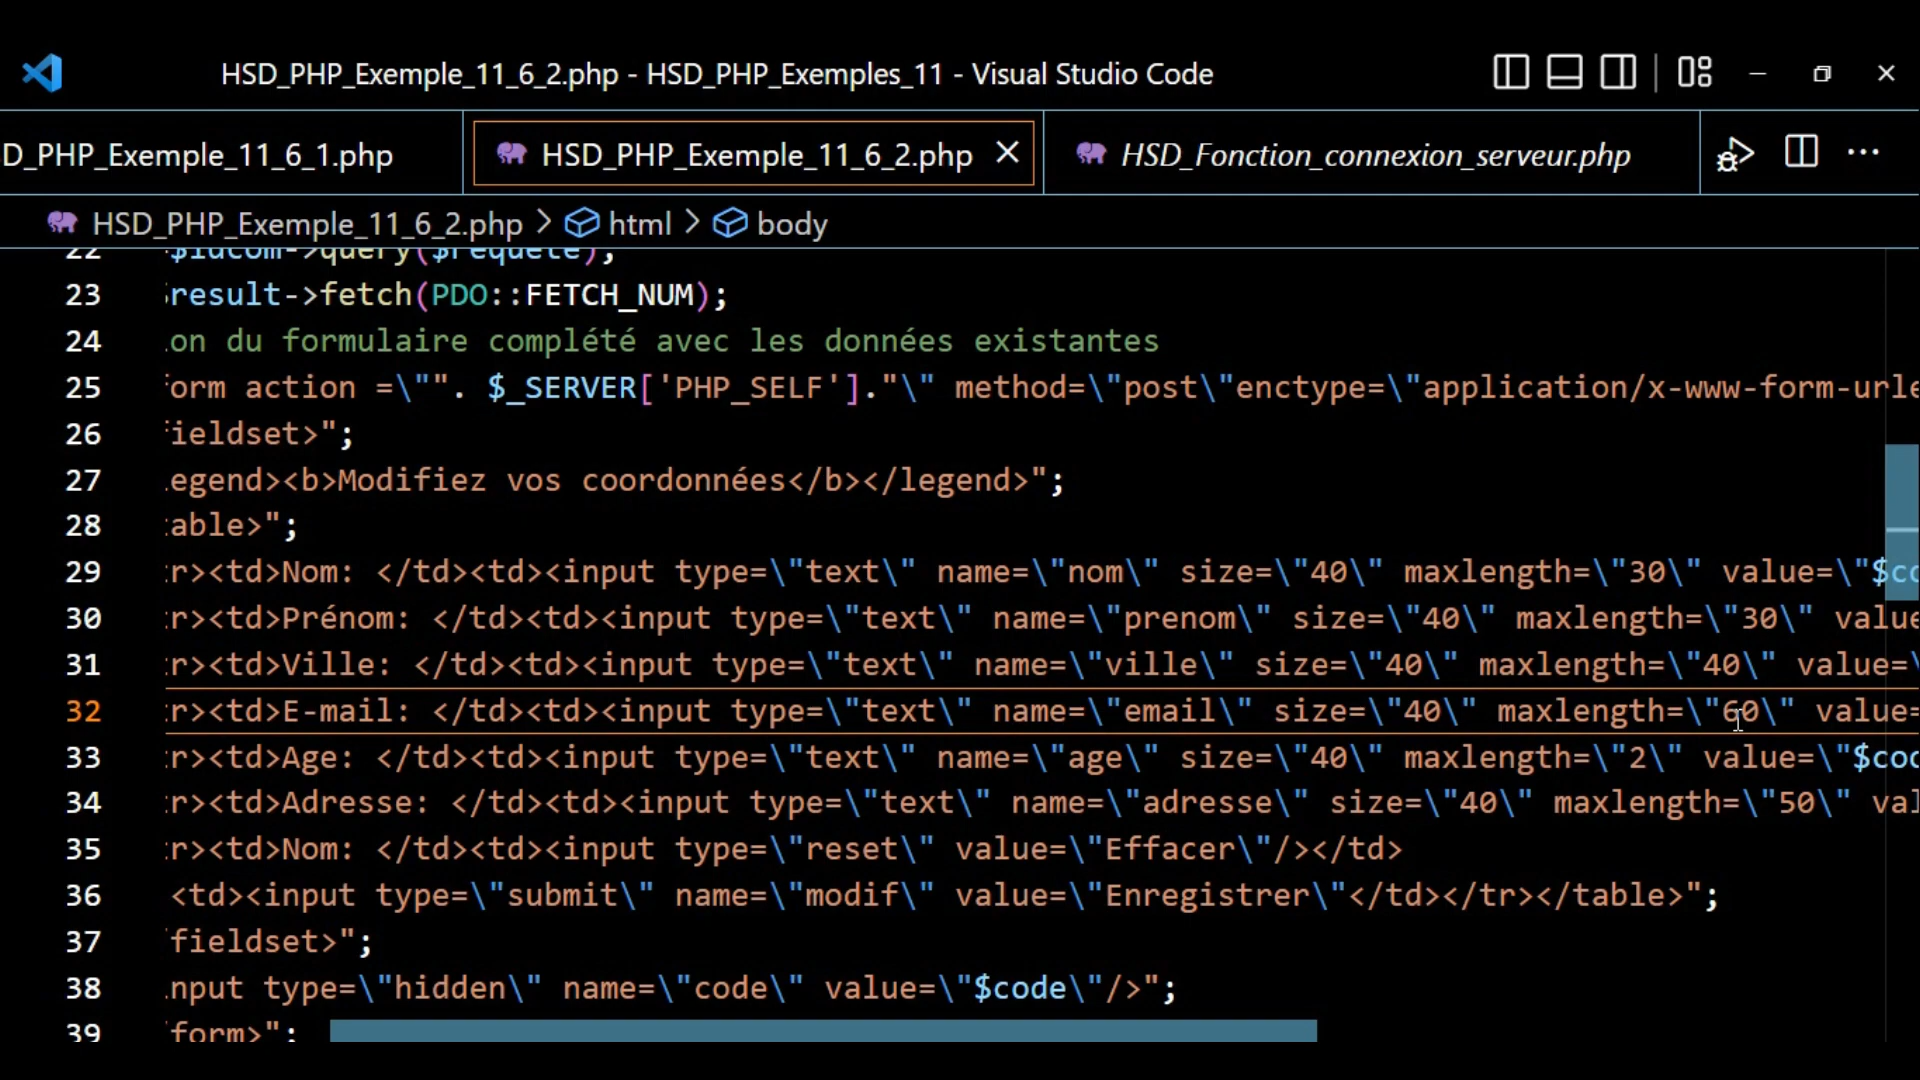 HSD_PHP_Exemple_11_6_2.php - HSD_PHP_Exemples_11 - Visual Studio Code
D_PHP_Exemple_11_6_1.php HSD_PHP_Exemple_11_6_2.php HSD_Fonction_connexion_serveur.php
HSD_PHP_Exemple_11_6_2.php > html > body
22 $idcom->query($requete);
23 result->fetch(PDO::FETCH_NUM);
24 on du formulaire complété avec les données existantes
25 orm action =\"". $_SERVER['PHP_SELF']."\" method=\"post\"enctype=\"application/x-www-form-urle
26 ieldset>";
27 egend><b>Modifiez vos coordonnées</b></legend>";
28 able>";
29 r><td>Nom: </td><td><input type=\"text\" name=\"nom\" size=\"40\" maxlength=\"30\" value=\"$co
30 r><td>Prénom: </td><td><input type=\"text\" name=\"prenom\" size=\"40\" maxlength=\"30\" value
31 r><td>Ville: </td><td><input type=\"text\" name=\"ville\" size=\"40\" maxlength=\"40\" value=\
32 r><td>E-mail: </td><td><input type=\"text\" name=\"email\" size=\"40\" maxlength=\"60\" value=
33 r><td>Age: </td><td><input type=\"text\" name=\"age\" size=\"40\" maxlength=\"2\" value=\"$coo
34 r><td>Adresse: </td><td><input type=\"text\" name=\"adresse\" size=\"40\" maxlength=\"50\" val
35 r><td>Nom: </td><td><input type=\"reset\" value=\"Effacer\"/></td>
36 <td><input type=\"submit\" name=\"modif\" value=\"Enregistrer\"</td></tr></table>";
37 fieldset>";
38 nput type=\"hidden\" name=\"code\" value=\"$code\"/>";
39 form>";